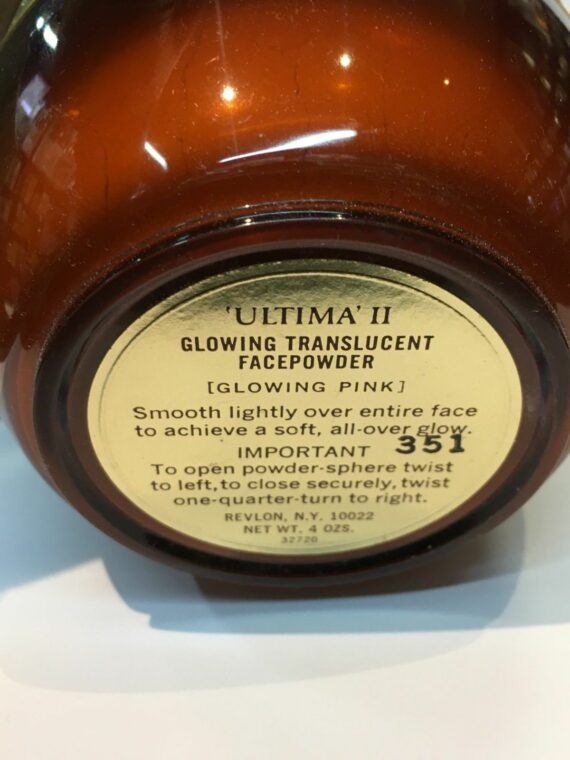 'ULTIMA' II
GLOWING TRANSLUCENT
FACEPOWDER
[GLOWING PINK]
Smooth lightly over entire face
to achieve a soft, all-over glow.
351
IMPORTANT
To open powder-sphere twist
to left, to close securely, twist
one-quarter-turn to right.
REVLON, N.Y. 10022
NET WT. 4 OZS.
32720